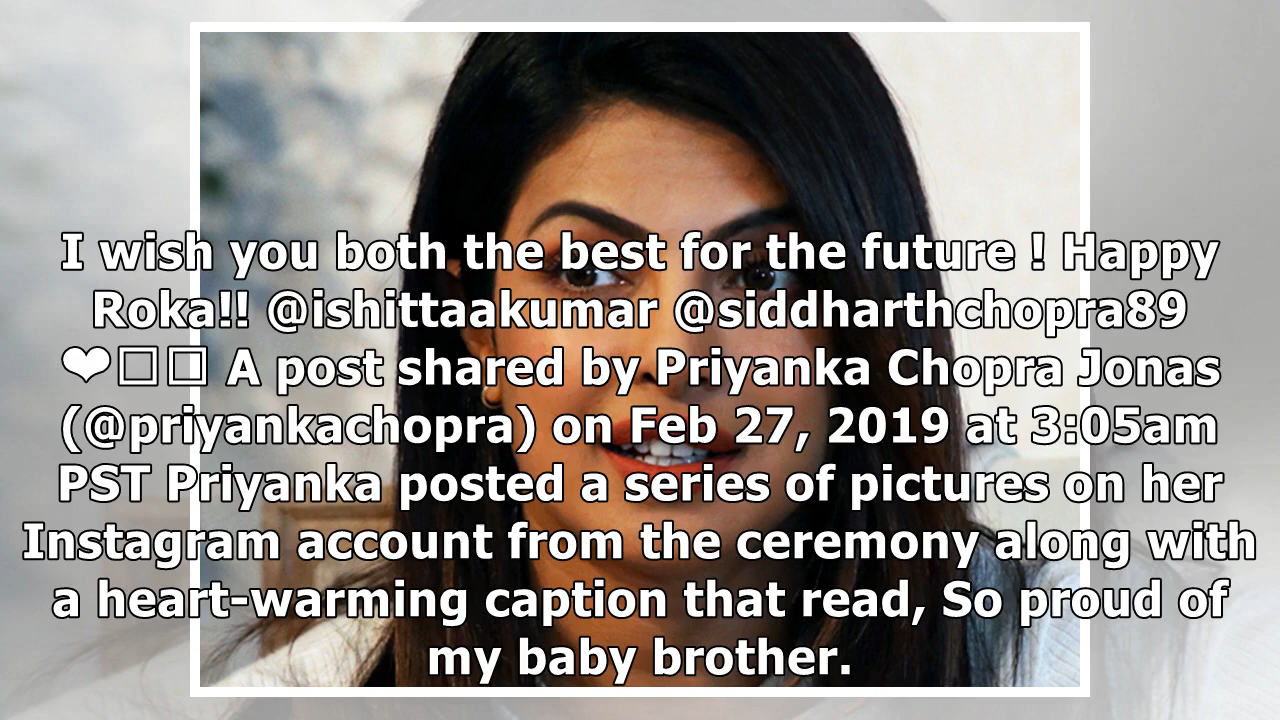 I wish you both the best for the future ! Happy
Roka!! @ishittaakumar @siddharthchopra89
❤□□ A post shared by Priyanka Chopra Jonas
(@priyankachopra) on Feb 27, 2019 at 3:05am
PST Priyanka posted a series of pictures on her
Instagram account from the ceremony along with
a heart-warming caption that read, So proud of
my baby brother.